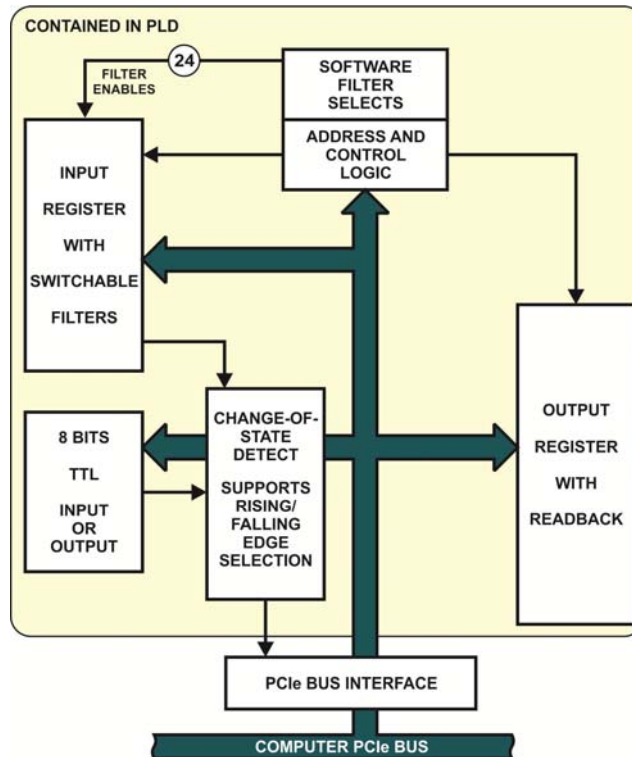 CONTAINED IN PLD
24
FILTER
ENABLES
SOFTWARE
FILTER
SELECTS
ADDRESS AND
CONTROL
LOGIC
INPUT
REGISTER
WITH
SWITCHABLE
FILTERS
8 BITS
TTL
INPUT
OR
OUTPUT
CHANGE-OF-
STATE
DETECT
SUPPORTS
RISING/
FALLING
EDGE
SELECTION
OUTPUT
REGISTER
WITH
READBACK
PCIe BUS INTERFACE
COMPUTER PCIe BUS